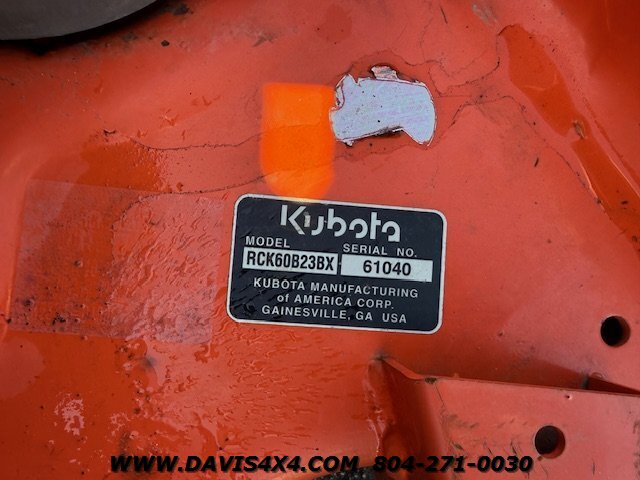 Kubota
MODEL SERIAL NO.
RCK60B23BX 61040
KUBOTA MANUFACTURING
of AMERICA CORP.
GAINESVILLE, GA USA
WWW.DAVIS4X4.COM 804-271-0030